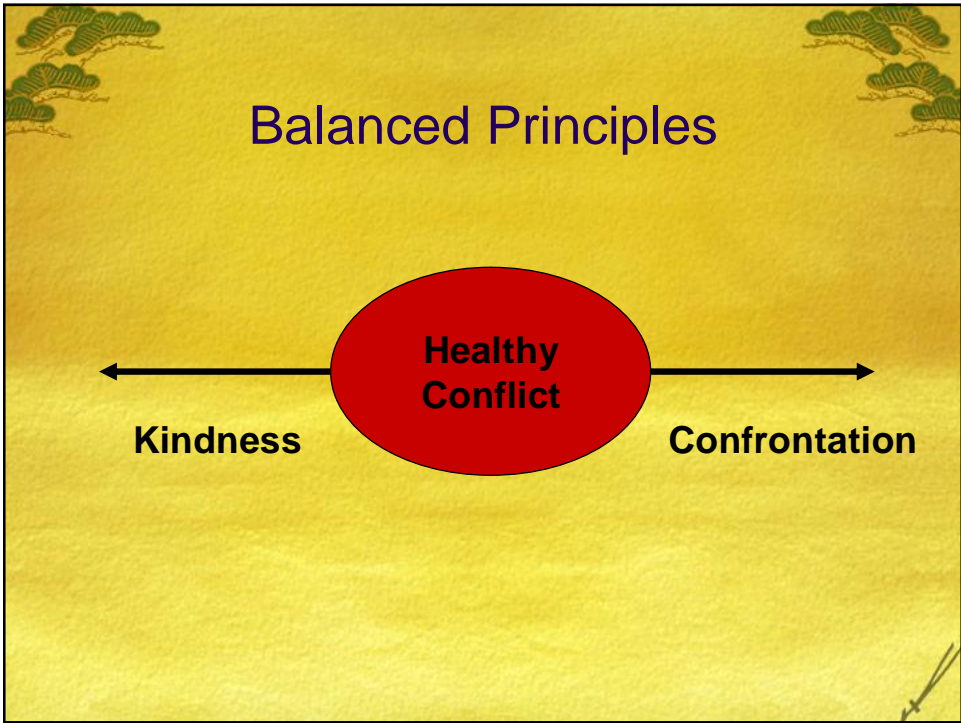 Balanced Principles
Healthy
Conflict
Kindness
Confrontation